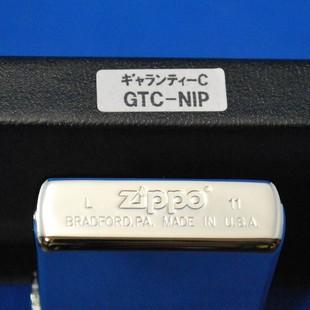 ギャランティーC
GTC-NIP
L zippo 11
BRADFORD.PA. MADE IN U.S.A.